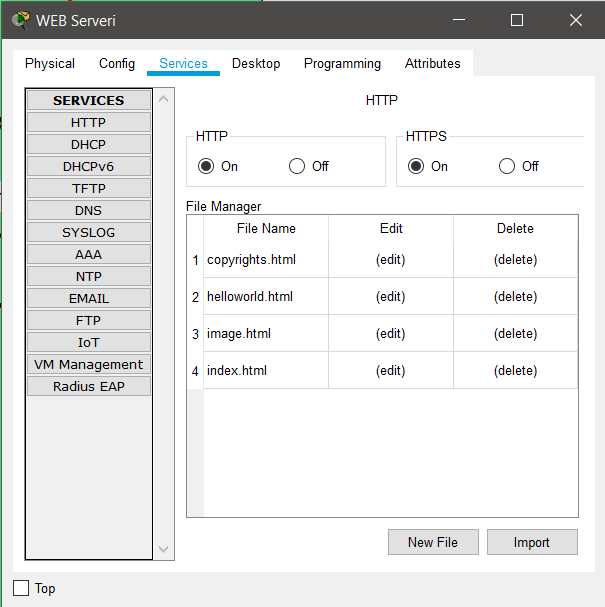 WEB Serveri
Physical Config Services Desktop Programming Attributes
SERVICES
HTTP
DHCP
DHCPv6
TFTP
DNS
SYSLOG
AAA
NTP
EMAIL
FTP
IoT
VM Management
Radius EAP
HTTP
HTTP
On Off
HTTPS
On Off
File Manager
File Name Edit Delete
1 copyrights.html (edit) (delete)
2 helloworld.html (edit) (delete)
3 image.html (edit) (delete)
4 index.html (edit) (delete)
New File Import
Top